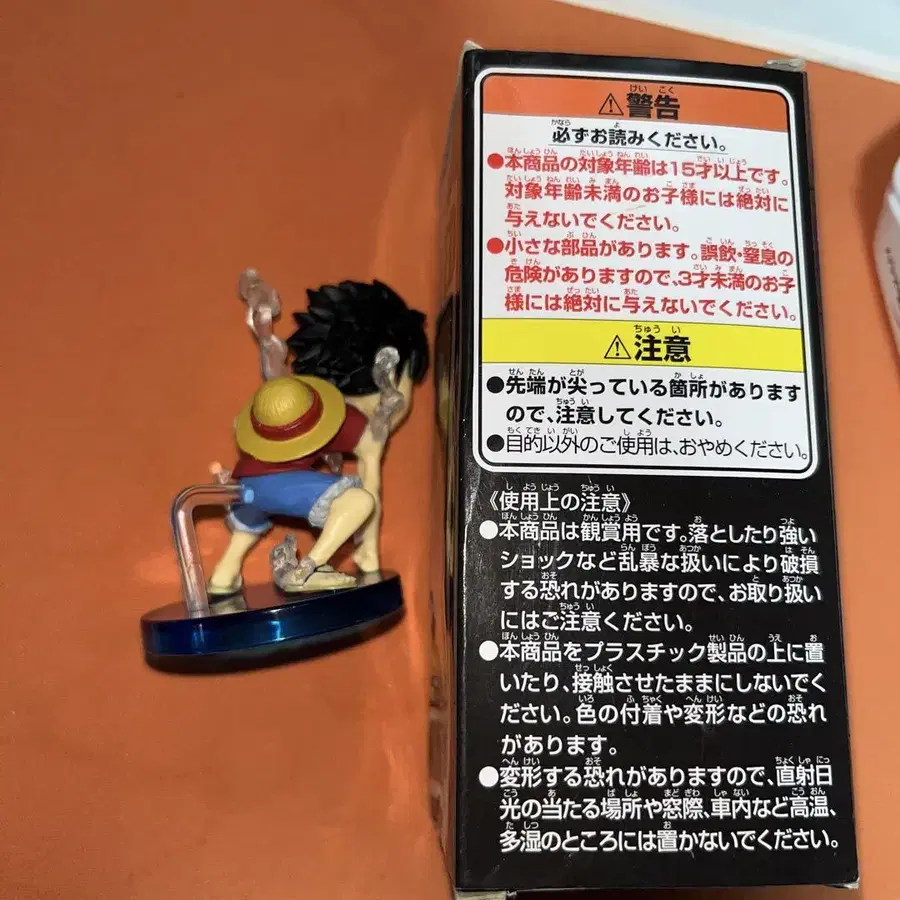 ⚠警告
必ずお読みください。
●本商品の対象年齢は15才以上です。
対象年齢未満のお子様には絶対に
与えないでください。
●小さな部品があります。誤飲・窒息の
危険がありますので、3才未満のお子
様には絶対に与えないでください。
⚠注意
●先端が尖っている箇所があります
ので、注意してください。
●目的以外のご使用は、おやめください。
《使用上の注意》
●本商品は観賞用です。落としたり強い
ショックなど乱暴な扱いにより破損
する恐れがありますので、お取り扱い
にはご注意ください。
●本商品をプラスチック製品の上に置
いたり、接触させたままにしないでく
ださい。色の付着や変形などの恐れ
があります。
●変形する恐れがありますので、直射日
光の当たる場所や窓際、車内など高温、
多湿のところには置かないでください。